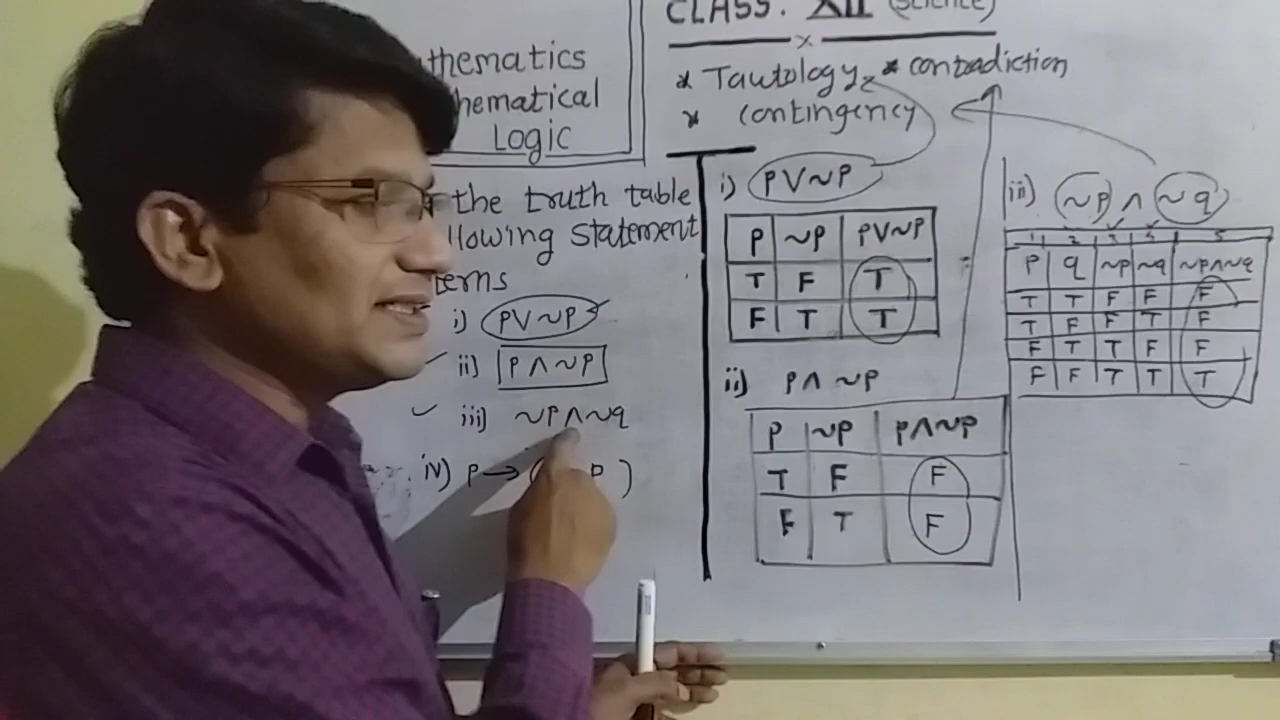 thematics
hematical
Logic
CLASS: XII (science)
x
* Tautology * contradiction
* contingency
the truth table
llowing statement
erns
i) p∨~p
ii) p∧~p
iii) ~p∧~q
iv) p→( p )
i) p∨~p
p ~p p∨~p
T F T
F T T
ii) p∧~p
p ~p p∧~p
T F F
F T F
iii) ~p ∧ ~q
1 2 3 4 5
p q ~p ~q ~p∧~q
T T F F F
T F F T F
F T T F F
F F T T T